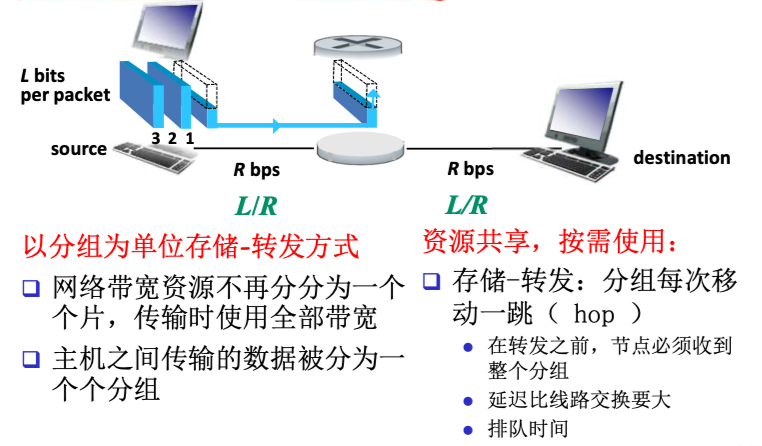 L bits
per packet
3 2 1
source
R bps
R bps
destination
L/R
L/R
以分组为单位存储-转发方式
网络带宽资源不再分分为一个
个片，传输时使用全部带宽
主机之间传输的数据被分为一
个个分组
资源共享，按需使用：
存储-转发：分组每次移
动一跳（ hop ）
在转发之前，节点必须收到
整个分组
延迟比线路交换要大
排队时间